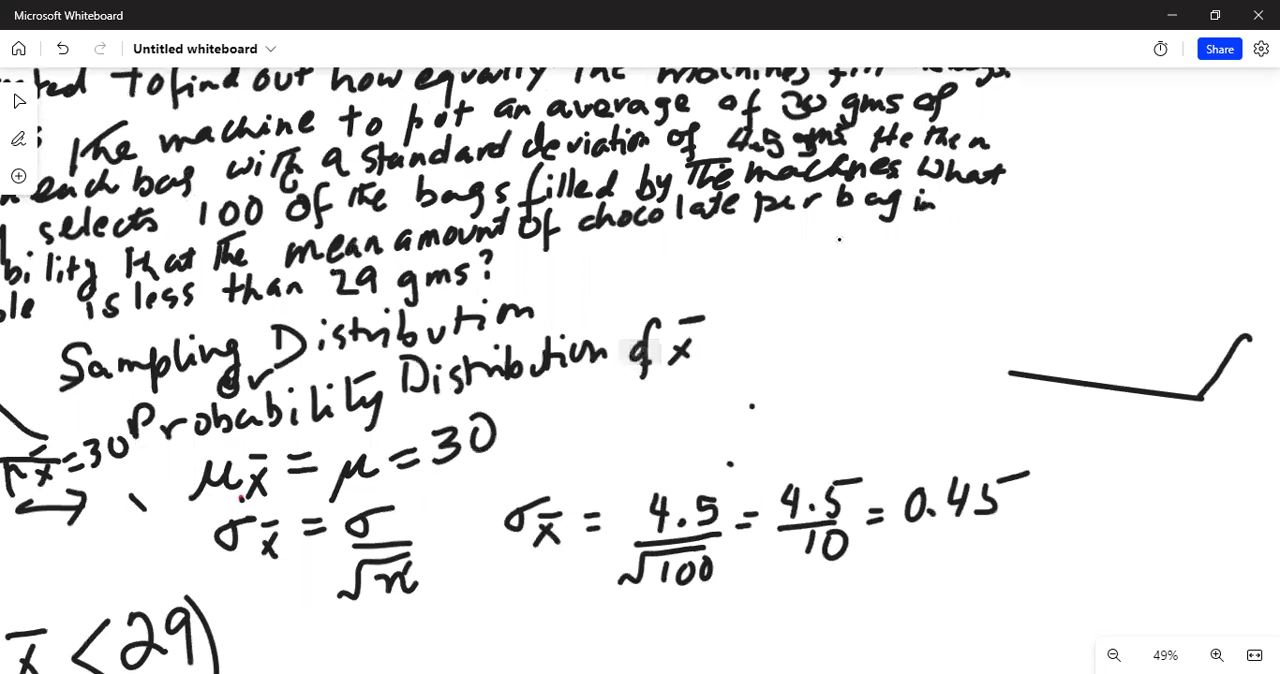 Microsoft Whiteboard
Untitled whiteboard
Share
ted to find out how equally the machines fill
the machine to put an average of 30 gms of
each bag with a standard deviation of 4.5 gms He then
selects 100 of the bags filled by the machines What
bility that the mean amount of chocolate per bag in
ple is less than 29 gms?
Sampling Distribution
or
Probability Distribution of x̄
μx̄ = 30
μx̄ = μ = 30
σx̄ = σ/√n σx̄ = 4.5/√100 = 4.5/10 = 0.45
x̄ < 29)
49%